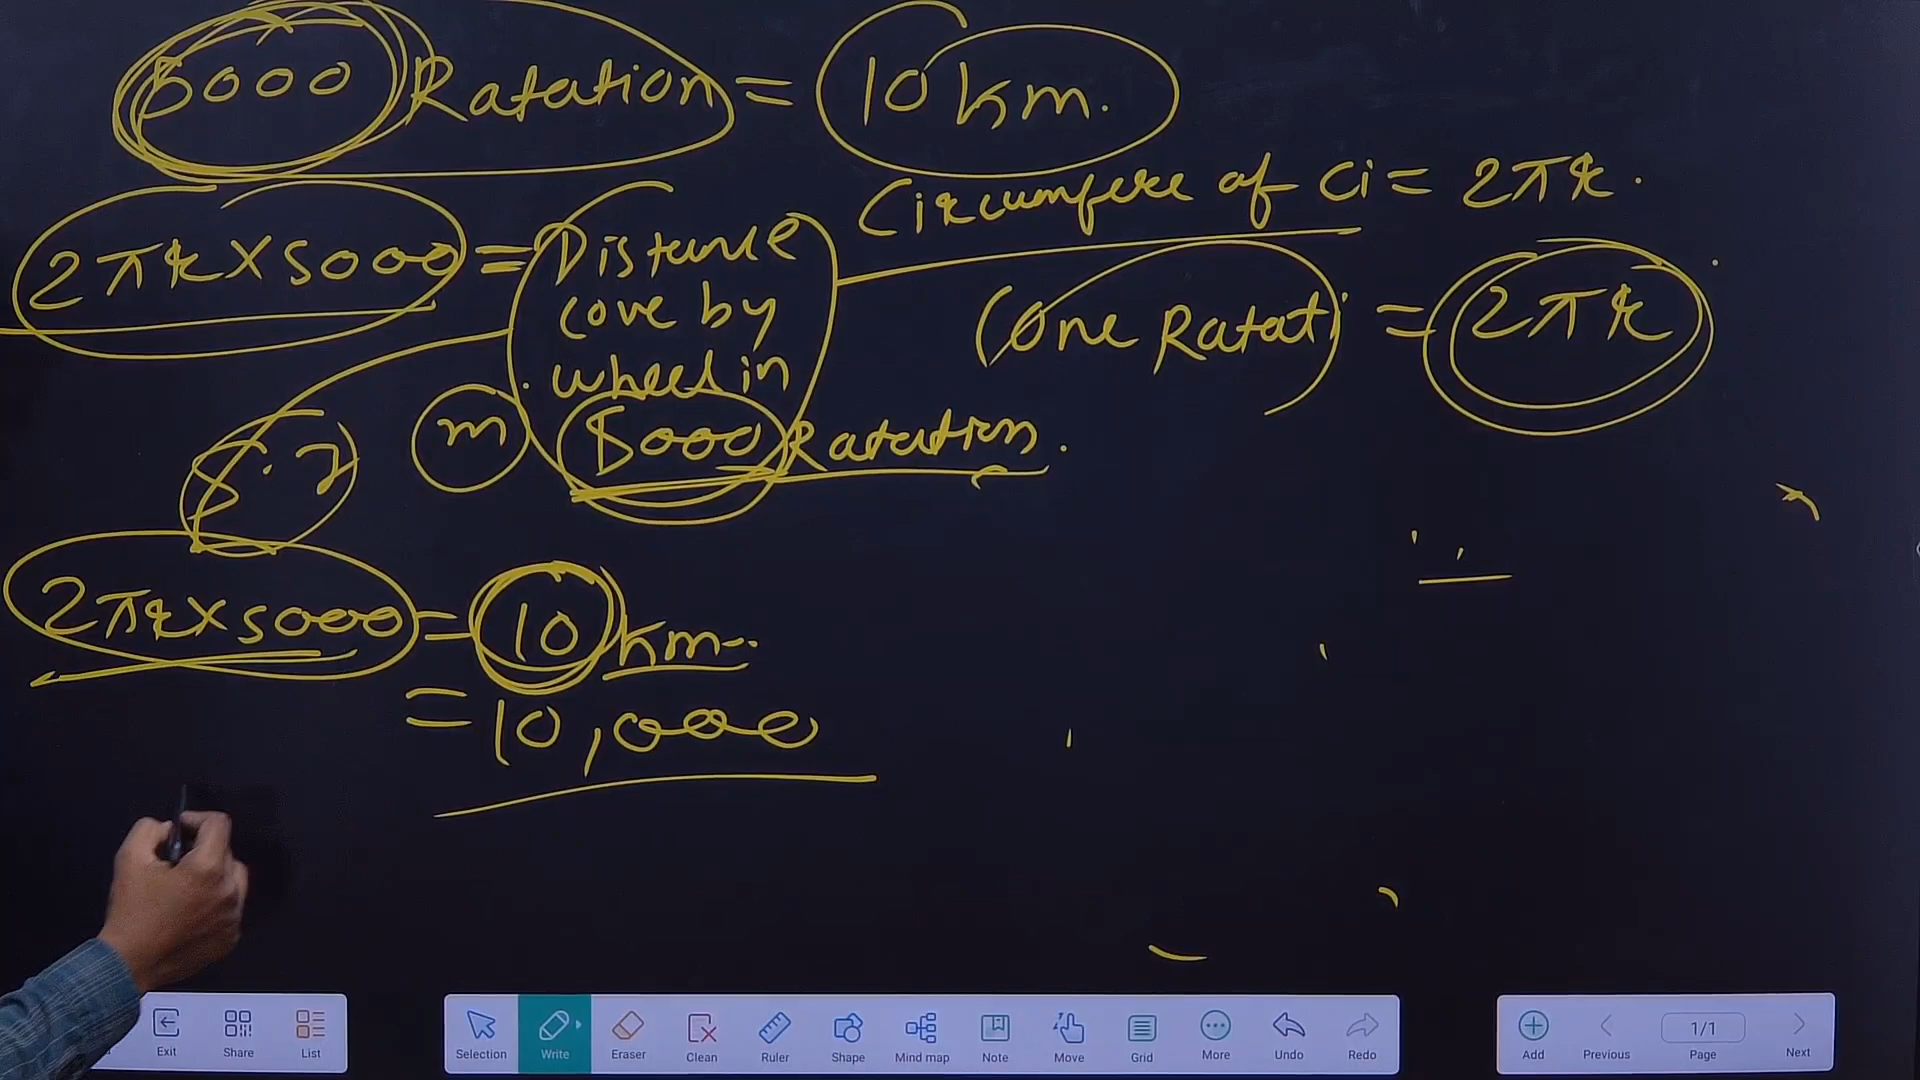 5000 Ratation = 10 km.
Circumfere of Ci = 2πr.
2πr × 5000 = Distance
cove by
wheel in
5000 Ratation.
(One Ratati = 2πr
m
2πr × 5000 = 10 km
= 10,000
Exit
Share
List
Selection
Write
Eraser
Clean
Ruler
Shape
Mind map
Note
Move
Grid
More
Undo
Redo
Add
Previous
1/1
Page
Next